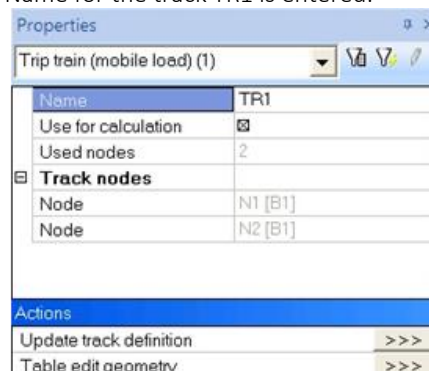 Name for the track TR1 is entered.
Properties
Trip train (mobile load) (1)
Name TR1
Use for calculation
Used nodes 2
Track nodes
Node N1 [B1]
Node N2 [B1]
Actions
Update track definition >>>
Table edit geometry >>>